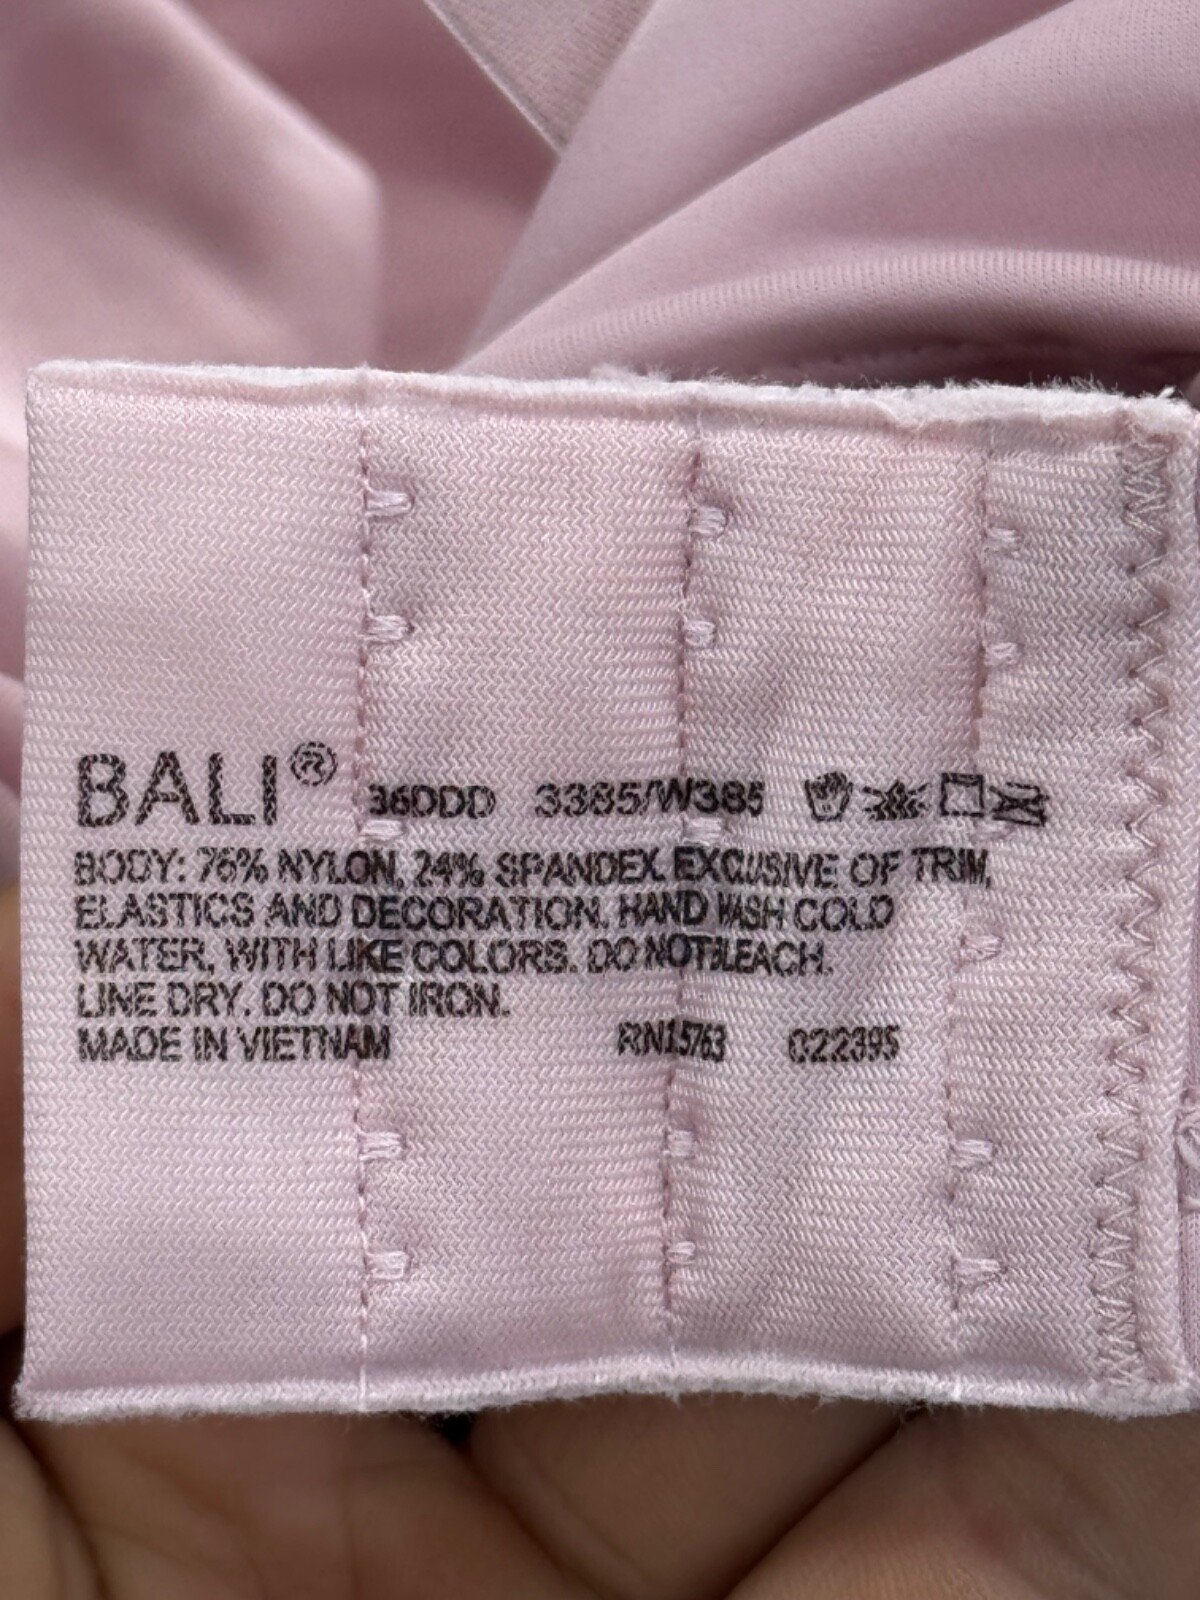 BALI® 36DDD 3385/W385
BODY: 76% NYLON, 24% SPANDEX EXCLUSIVE OF TRIM,
ELASTICS AND DECORATION. HAND WASH COLD
WATER, WITH LIKE COLORS. DO NOT BLEACH.
LINE DRY. DO NOT IRON.
MADE IN VIETNAM RN15763 022395